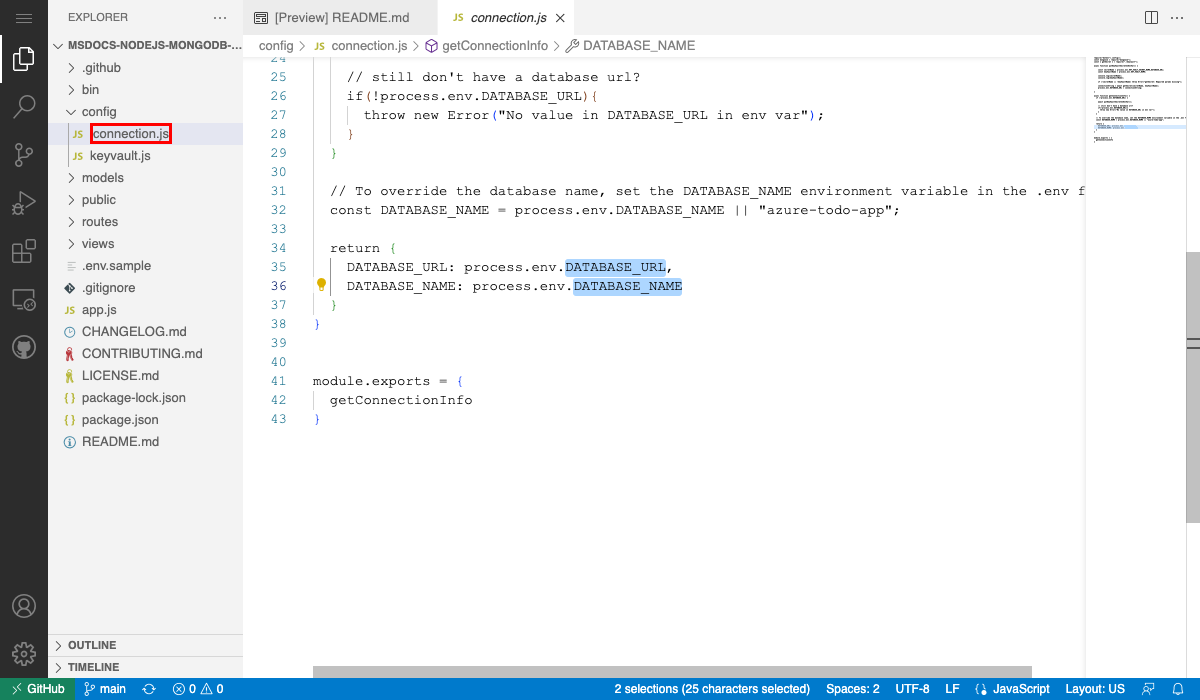 EXPLORER
[Preview] README.md
JS connection.js
MSDOCS-NODEJS-MONGODB-...
config > JS connection.js > getConnectionInfo > DATABASE_NAME
.github
bin
config
JS connection.js
JS keyvault.js
models
public
routes
views
.env.sample
.gitignore
JS app.js
CHANGELOG.md
CONTRIBUTING.md
LICENSE.md
{} package-lock.json
{} package.json
README.md
OUTLINE
TIMELINE
24
25 // still don't have a database url?
26 if(!process.env.DATABASE_URL){
27 throw new Error("No value in DATABASE_URL in env var");
28 }
29 }
30
31 // To override the database name, set the DATABASE_NAME environment variable in the .env f
32 const DATABASE_NAME = process.env.DATABASE_NAME || "azure-todo-app";
33
34 return {
35 DATABASE_URL: process.env.DATABASE_URL,
36 DATABASE_NAME: process.env.DATABASE_NAME
37 }
38 }
39
40
41 module.exports = {
42 getConnectionInfo
43 }
GitHub main 0 0 2 selections (25 characters selected) Spaces: 2 UTF-8 LF JavaScript Layout: US